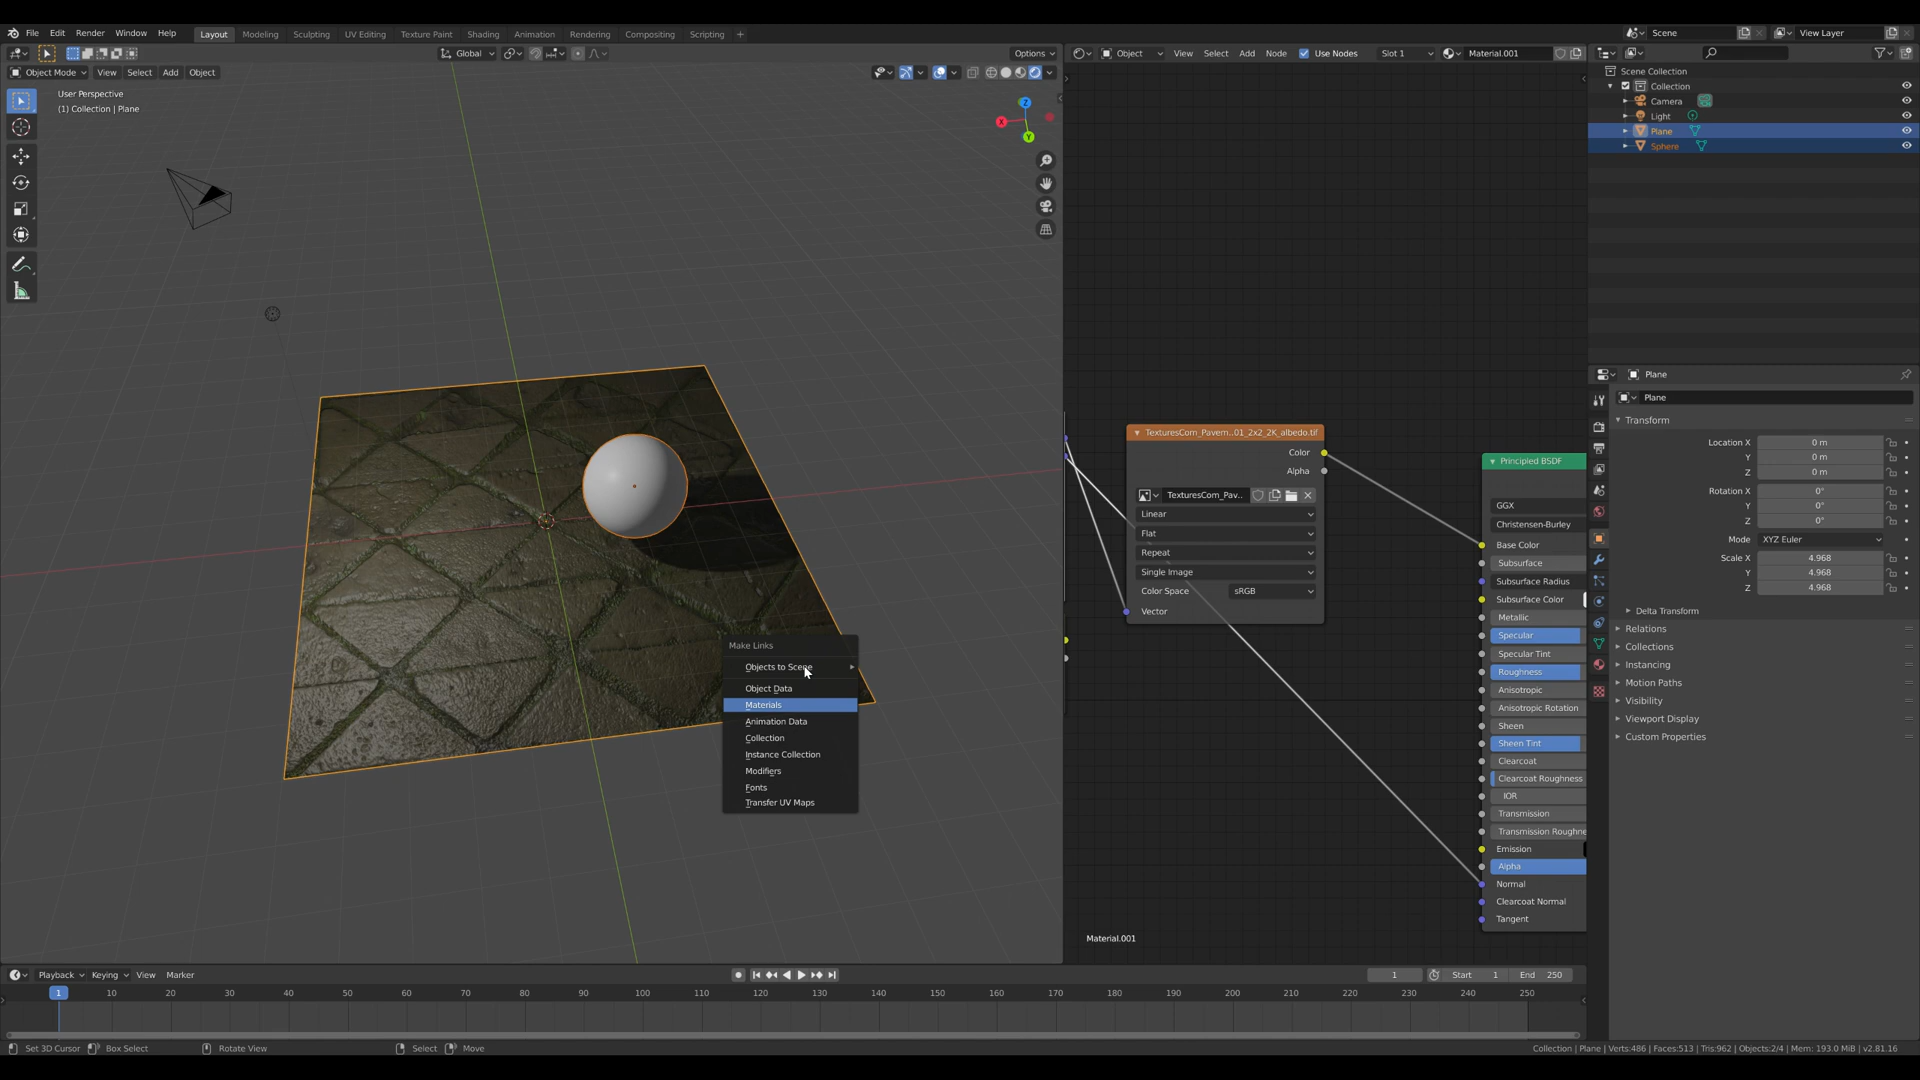 File Edit Render Window Help Layout Modeling Sculpting UV Editing Texture Paint Shading Animation Rendering Compositing Scripting + Scene View Layer
Global Options Object View Select Add Node Use Nodes Slot 1 Material.001
Object Mode View Select Add Object
User Perspective
(1) Collection | Plane
Z
X
Y
Make Links
Objects to Scene
Object Data
Materials
Animation Data
Collection
Instance Collection
Modifiers
Fonts
Transfer UV Maps
TexturesCom_Pavem..01_2x2_2K_albedo.tif
Color
Alpha
TexturesCom_Pav..
Linear
Flat
Repeat
Single Image
Color Space sRGB
Vector
Principled BSDF
GGX
Christensen-Burley
Base Color
Subsurface
Subsurface Radius
Subsurface Color
Metallic
Specular
Specular Tint
Roughness
Anisotropic
Anisotropic Rotation
Sheen
Sheen Tint
Clearcoat
Clearcoat Roughness
IOR
Transmission
Transmission Roughne
Emission
Alpha
Normal
Clearcoat Normal
Tangent
Material.001
Scene Collection
Collection
Camera
Light
Plane
Sphere
Plane
Plane
Transform
Location X 0 m
Y 0 m
Z 0 m
Rotation X 0°
Y 0°
Z 0°
Mode XYZ Euler
Scale X 4.968
Y 4.968
Z 4.968
Delta Transform
Relations
Collections
Instancing
Motion Paths
Visibility
Viewport Display
Custom Properties
Playback Keying View Marker 1 Start 1 End 250
1 10 20 30 40 50 60 70 80 90 100 110 120 130 140 150 160 170 180 190 200 210 220 230 240 250
Set 3D Cursor Box Select Rotate View Select Move Collection | Plane | Verts:486 | Faces:513 | Tris:962 | Objects:2/4 | Mem: 193.0 MiB | v2.81.16